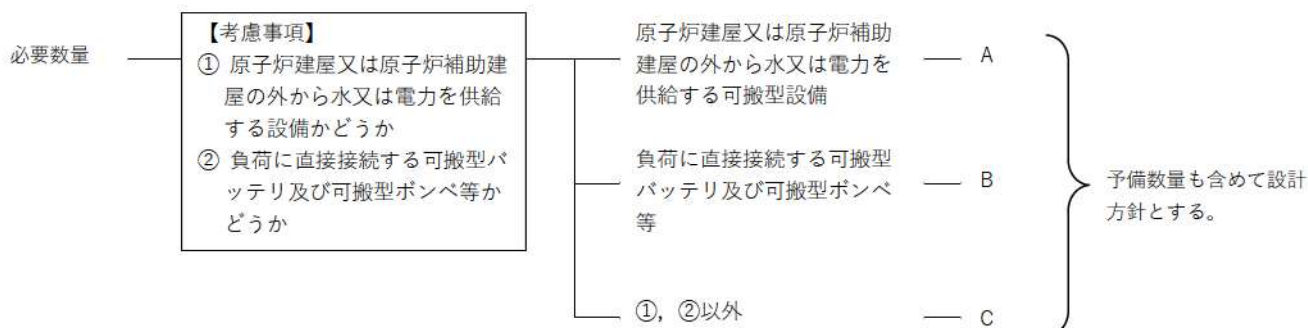 必要数量
【考慮事項】
① 原子炉建屋又は原子炉補助建
屋の外から水又は電力を供給
する設備かどうか
② 負荷に直接接続する可搬型バ
ッテリ及び可搬型ボンベ等か
どうか
原子炉建屋又は原子炉補助
建屋の外から水又は電力を
供給する可搬型設備
A
負荷に直接接続する可搬型
バッテリ及び可搬型ボンベ
等
B
①，②以外
C
予備数量も含めて設計
方針とする。